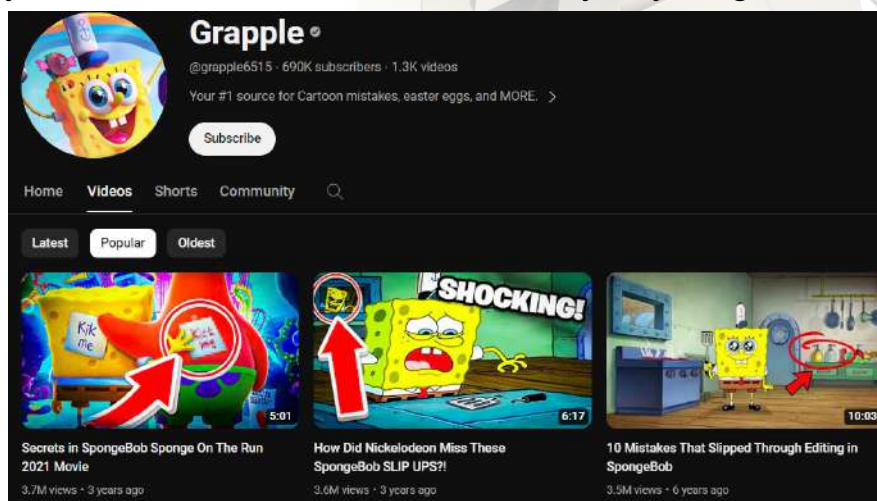 Grapple
@grapple6515 · 690K subscribers · 1.3K videos
Your #1 source for Cartoon mistakes, easter eggs, and MORE. >
Subscribe
Home Videos Shorts Community
Latest Popular Oldest
Kik
me
Kick
me
5:01
SHOCKING!
6:17
10:03
Secrets in SpongeBob Sponge On The Run
2021 Movie
3.7M views • 3 years ago
How Did Nickelodeon Miss These
SpongeBob SLIP UPS?!
3.6M views • 3 years ago
10 Mistakes That Slipped Through Editing in
SpongeBob
3.5M views • 6 years ago